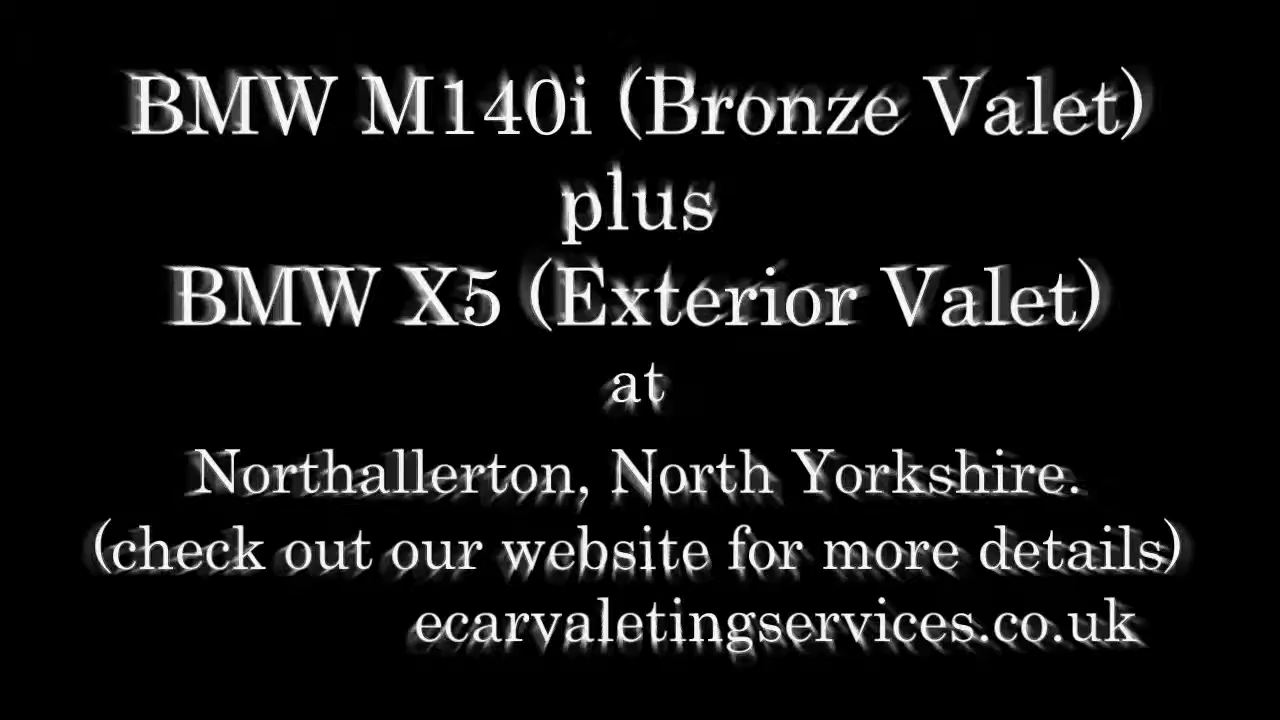 BMW M140i (Bronze Valet)
plus
BMW X5 (Exterior Valet)
at
Northallerton, North Yorkshire.
(check out our website for more details)
ecarvaletingservices.co.uk